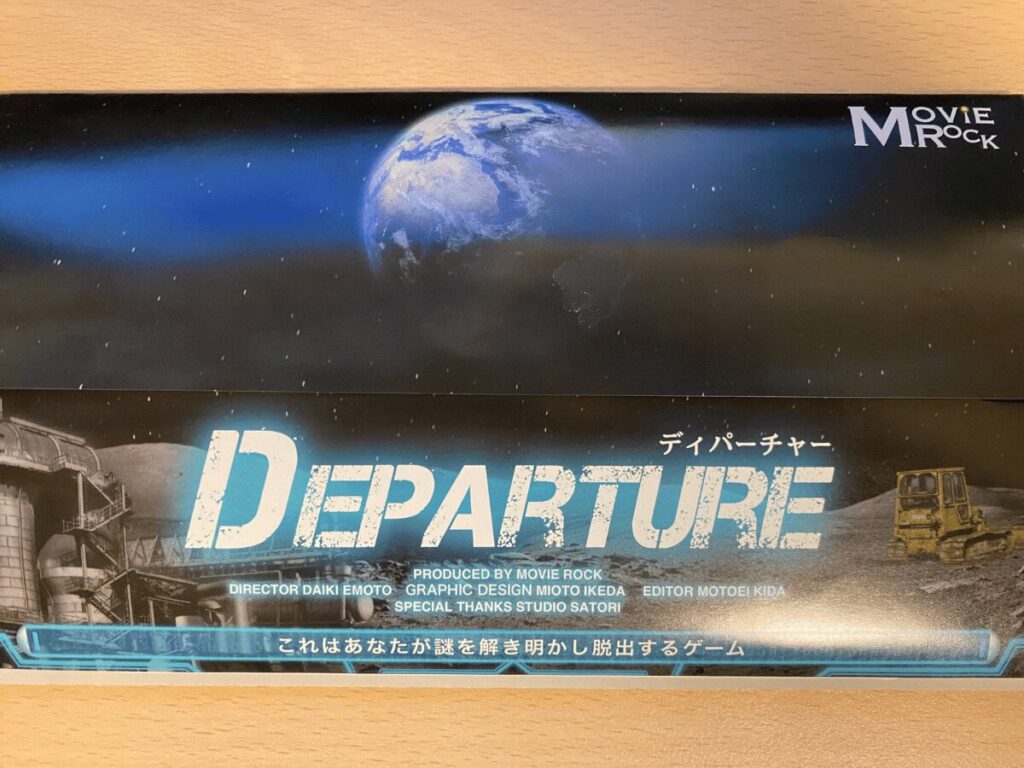 MOVIE
ROCK
ディパーチャー
DEPARTURE
PRODUCED BY MOVIE ROCK
DIRECTOR DAIKI EMOTO GRAPHIC DESIGN MIOTO IKEDA EDITOR MOTOEI KIDA
SPECIAL THANKS STUDIO SATORI
これはあなたが謎を解き明かし脱出するゲーム